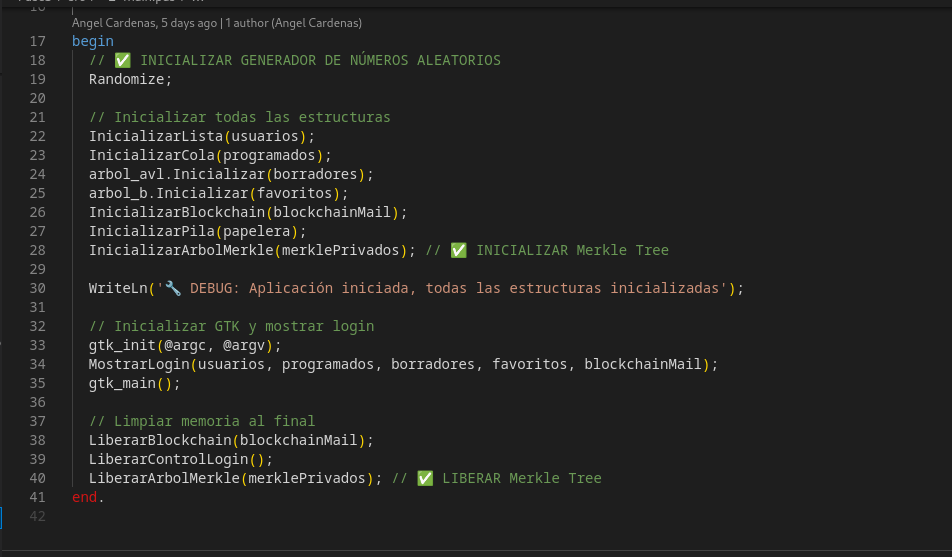 Angel Cardenas, 5 days ago | 1 author (Angel Cardenas)
17 begin
18 // ✅ INICIALIZAR GENERADOR DE NÚMEROS ALEATORIOS
19 Randomize;
20
21 // Inicializar todas las estructuras
22 InicializarLista(usuarios);
23 InicializarCola(programados);
24 arbol_avl.Inicializar(borradores);
25 arbol_b.Inicializar(favoritos);
26 InicializarBlockchain(blockchainMail);
27 InicializarPila(papelera);
28 InicializarArbolMerkle(merklePrivados); // ✅ INICIALIZAR Merkle Tree
29
30 WriteLn('🔧 DEBUG: Aplicación iniciada, todas las estructuras inicializadas');
31
32 // Inicializar GTK y mostrar login
33 gtk_init(@argc, @argv);
34 MostrarLogin(usuarios, programados, borradores, favoritos, blockchainMail);
35 gtk_main();
36
37 // Limpiar memoria al final
38 LiberarBlockchain(blockchainMail);
39 LiberarControlLogin();
40 LiberarArbolMerkle(merklePrivados); // ✅ LIBERAR Merkle Tree
41 end.
42